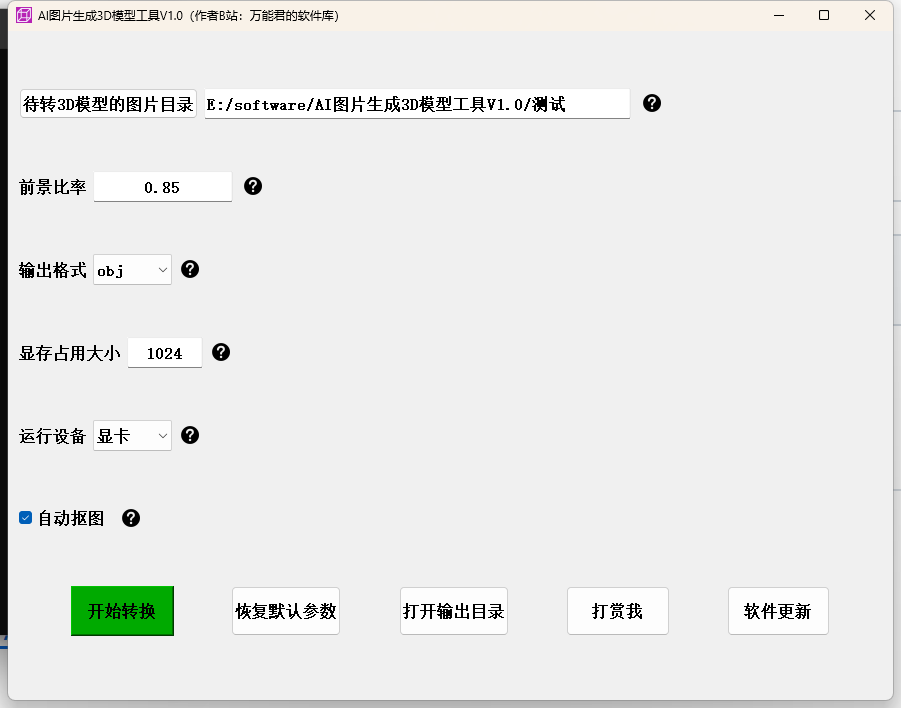 AI图片生成3D模型工具V1.0（作者B站：万能君的软件库）
待转3D模型的图片目录 E:/software/AI图片生成3D模型工具V1.0/测试
前景比率 0.85
输出格式 obj
显存占用大小 1024
运行设备 显卡
自动抠图
开始转换 恢复默认参数 打开输出目录 打赏我 软件更新